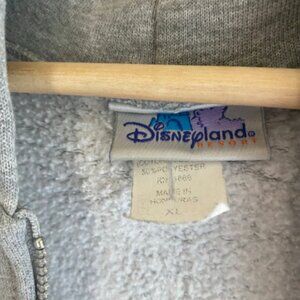 Disneyland®
RESORT
50% POLYESTER
MADE IN
HONDURAS
XL